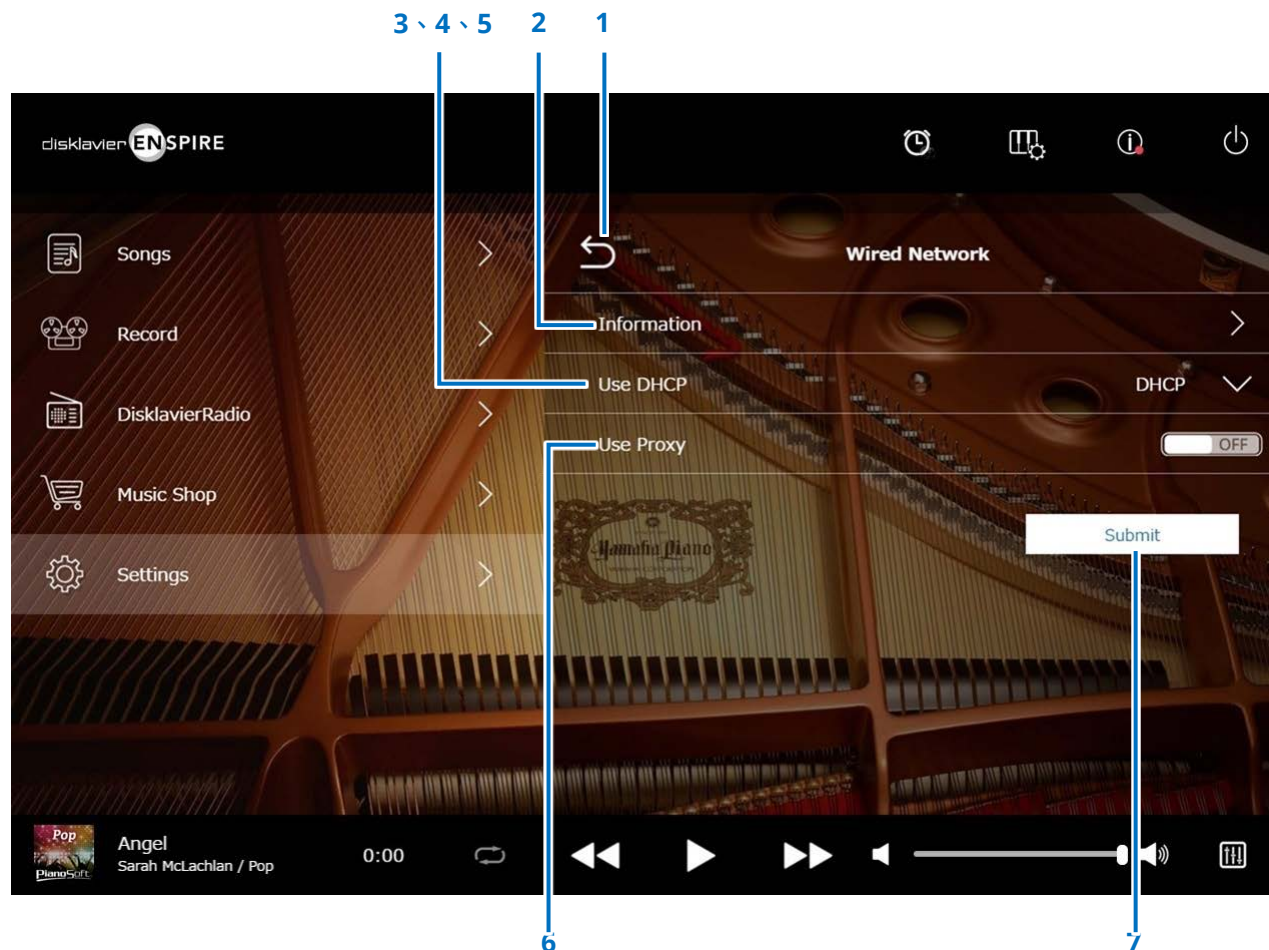 3、4、5 2 1
disklavier ENSPIRE
Songs
Record
DisklavierRadio
Music Shop
Settings
Wired Network
Information
Use DHCP DHCP
Use Proxy OFF
Submit
Yamaha Piano
Pop
PianoSoft
Angel
Sarah McLachlan / Pop
0:00
6 7